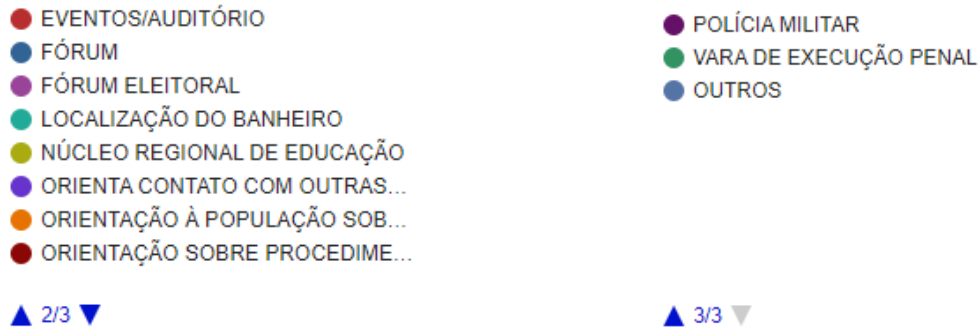 EVENTOS/AUDITÓRIO
FÓRUM
FÓRUM ELEITORAL
LOCALIZAÇÃO DO BANHEIRO
NÚCLEO REGIONAL DE EDUCAÇÃO
ORIENTA CONTATO COM OUTRAS...
ORIENTAÇÃO À POPULAÇÃO SOB...
ORIENTAÇÃO SOBRE PROCEDIME...
2/3
POLÍCIA MILITAR
VARA DE EXECUÇÃO PENAL
OUTROS
3/3